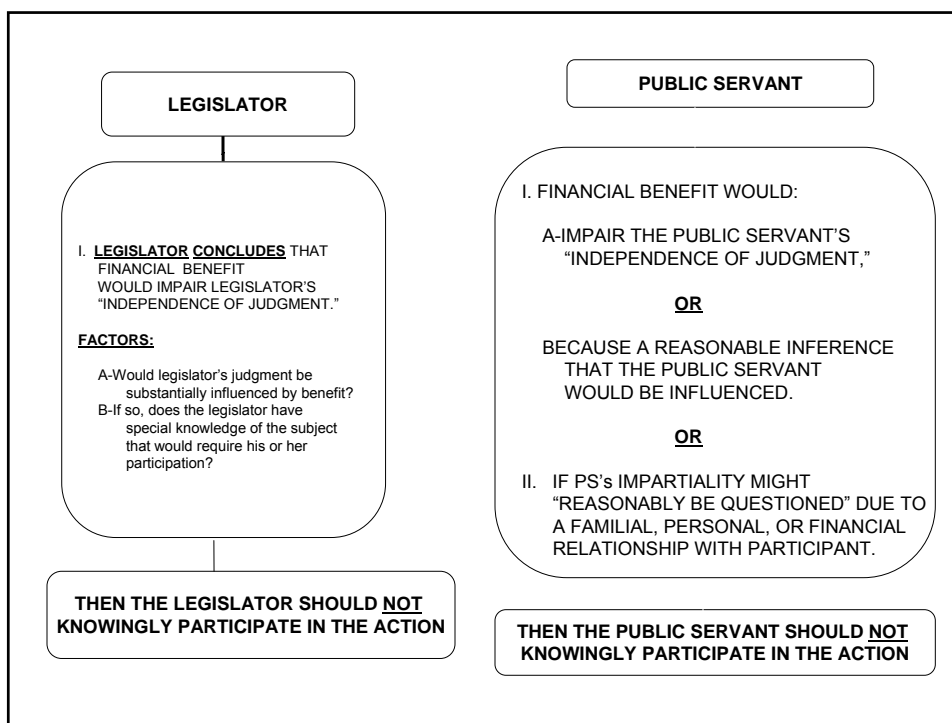 LEGISLATOR
I. LEGISLATOR CONCLUDES THAT
FINANCIAL BENEFIT
WOULD IMPAIR LEGISLATOR’S
“INDEPENDENCE OF JUDGMENT.”
FACTORS:
A-Would legislator’s judgment be
substantially influenced by benefit?
B-If so, does the legislator have
special knowledge of the subject
that would require his or her
participation?
THEN THE LEGISLATOR SHOULD NOT
KNOWINGLY PARTICIPATE IN THE ACTION
PUBLIC SERVANT
I. FINANCIAL BENEFIT WOULD:
A-IMPAIR THE PUBLIC SERVANT’S
“INDEPENDENCE OF JUDGMENT,”
OR
BECAUSE A REASONABLE INFERENCE
THAT THE PUBLIC SERVANT
WOULD BE INFLUENCED.
OR
II. IF PS’s IMPARTIALITY MIGHT
“REASONABLY BE QUESTIONED” DUE TO
A FAMILIAL, PERSONAL, OR FINANCIAL
RELATIONSHIP WITH PARTICIPANT.
THEN THE PUBLIC SERVANT SHOULD NOT
KNOWINGLY PARTICIPATE IN THE ACTION